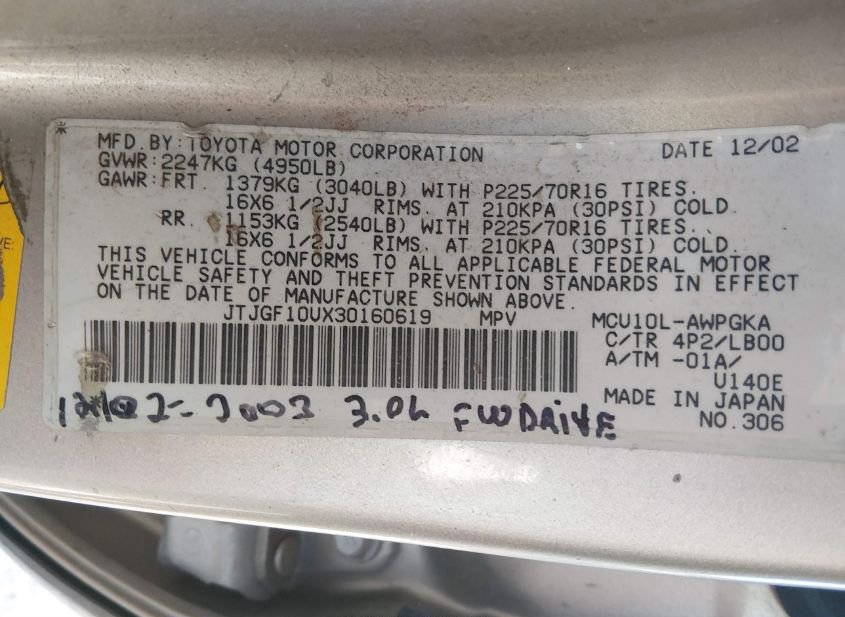 *
MFD.BY:TOYOTA MOTOR CORPORATION DATE 12/02
GVWR:2247KG (4950LB)
GAWR:FRT. 1379KG (3040LB) WITH P225/70R16 TIRES.
16X6 1/2JJ RIMS. AT 210KPA (30PSI) COLD.
RR. 1153KG (2540LB) WITH P225/70R16 TIRES.
16X6 1/2JJ RIMS. AT 210KPA (30PSI) COLD.
THIS VEHICLE CONFORMS TO ALL APPLICABLE FEDERAL MOTOR
VEHICLE SAFETY AND THEFT PREVENTION STANDARDS IN EFFECT
ON THE DATE OF MANUFACTURE SHOWN ABOVE.
JTJGF10UX30160619 MPV MCU10L-AWPGKA
C/TR 4P2/LB00
A/TM -01A/
U140E
MADE IN JAPAN
NO.306
12/02-2003 3.0L FWDRIVE